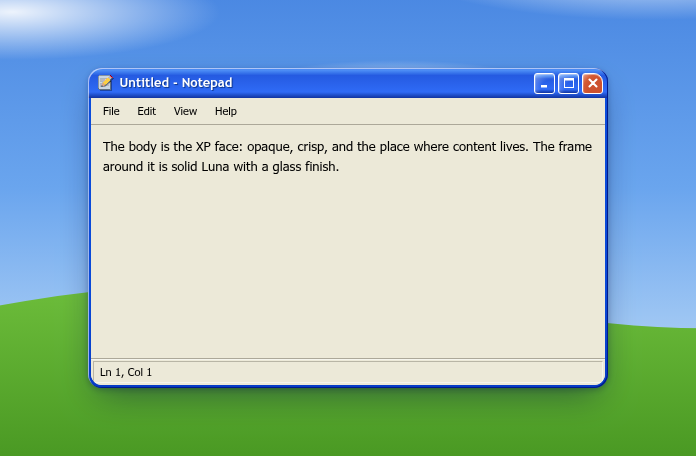 Untitled - Notepad
File Edit View Help
The body is the XP face: opaque, crisp, and the place where content lives. The frame
around it is solid Luna with a glass finish.
Ln 1, Col 1